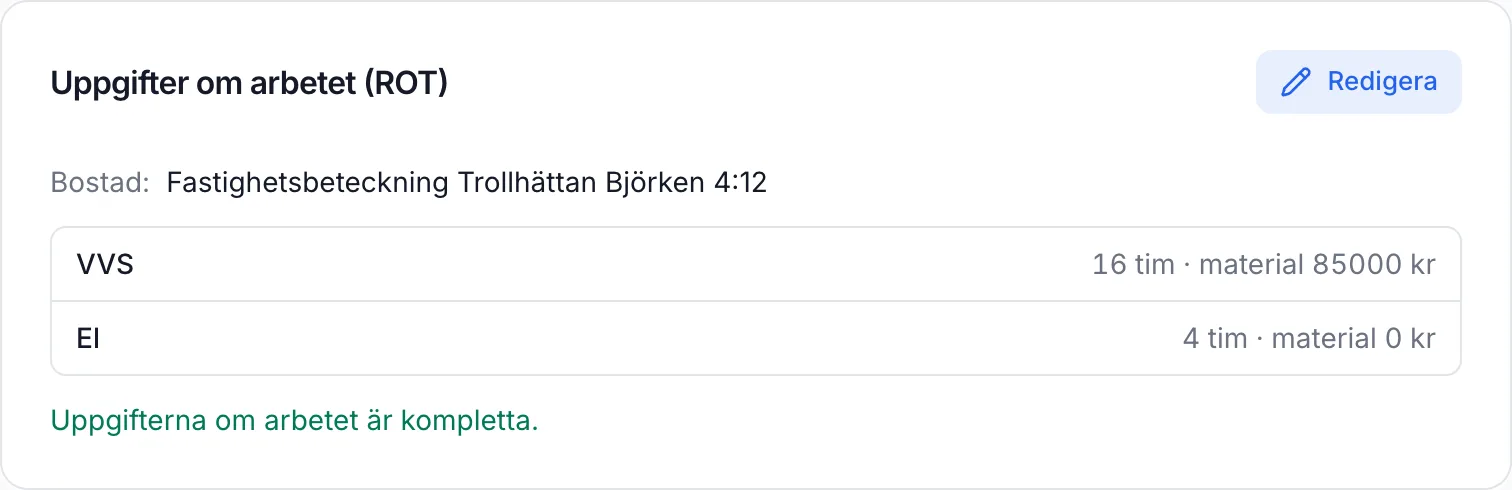 Uppgifter om arbetet (ROT)
Redigera
Bostad: Fastighetsbeteckning Trollhättan Björken 4:12
VVS 16 tim · material 85000 kr
El 4 tim · material 0 kr
Uppgifterna om arbetet är kompletta.